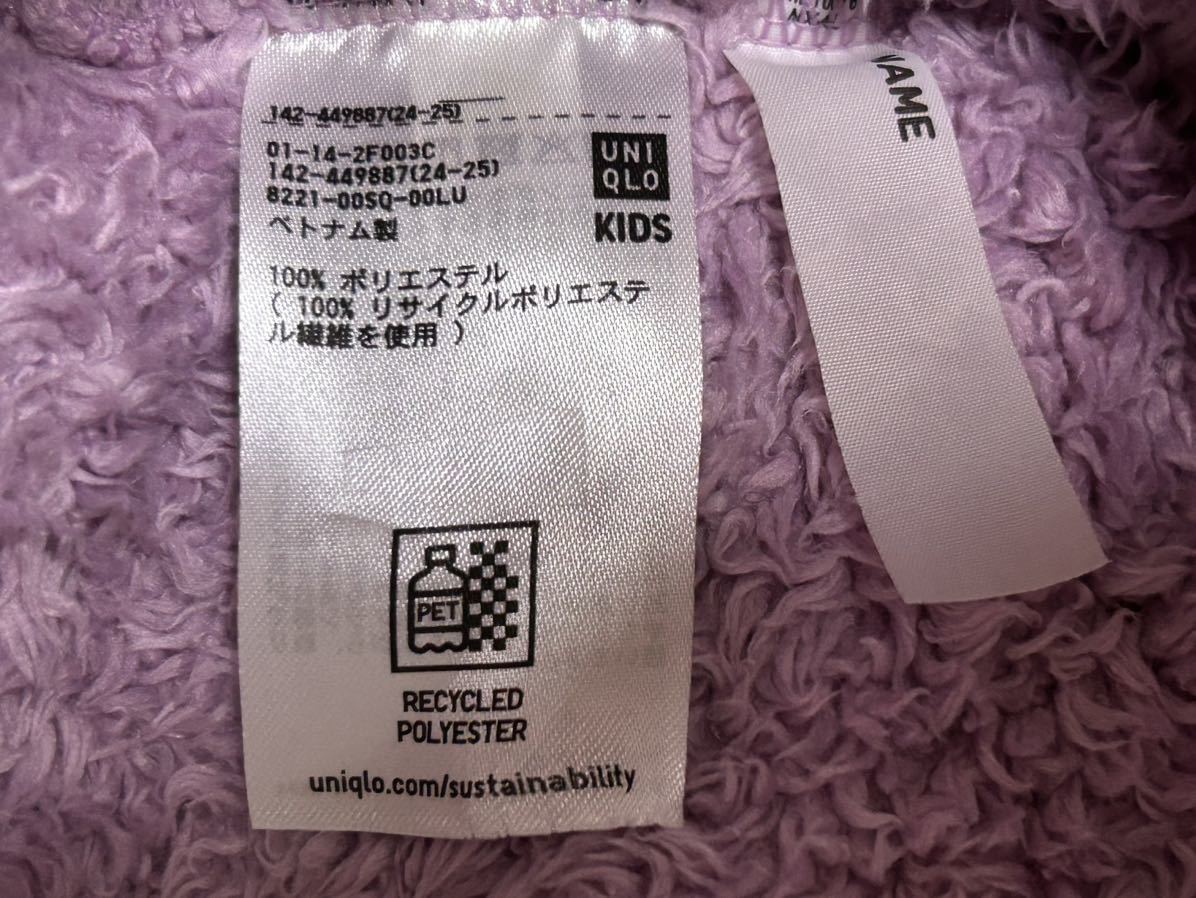 142-449887(24-25)
01-14-2F003C
142-449887(24-25)
8221-00SQ-00LU
ベトナム製
UNI
QLO
KIDS
100% ポリエステル
( 100% リサイクルポリエステ
ル繊維を使用 )
PET
RECYCLED
POLYESTER
uniqlo.com/sustainability
NAME